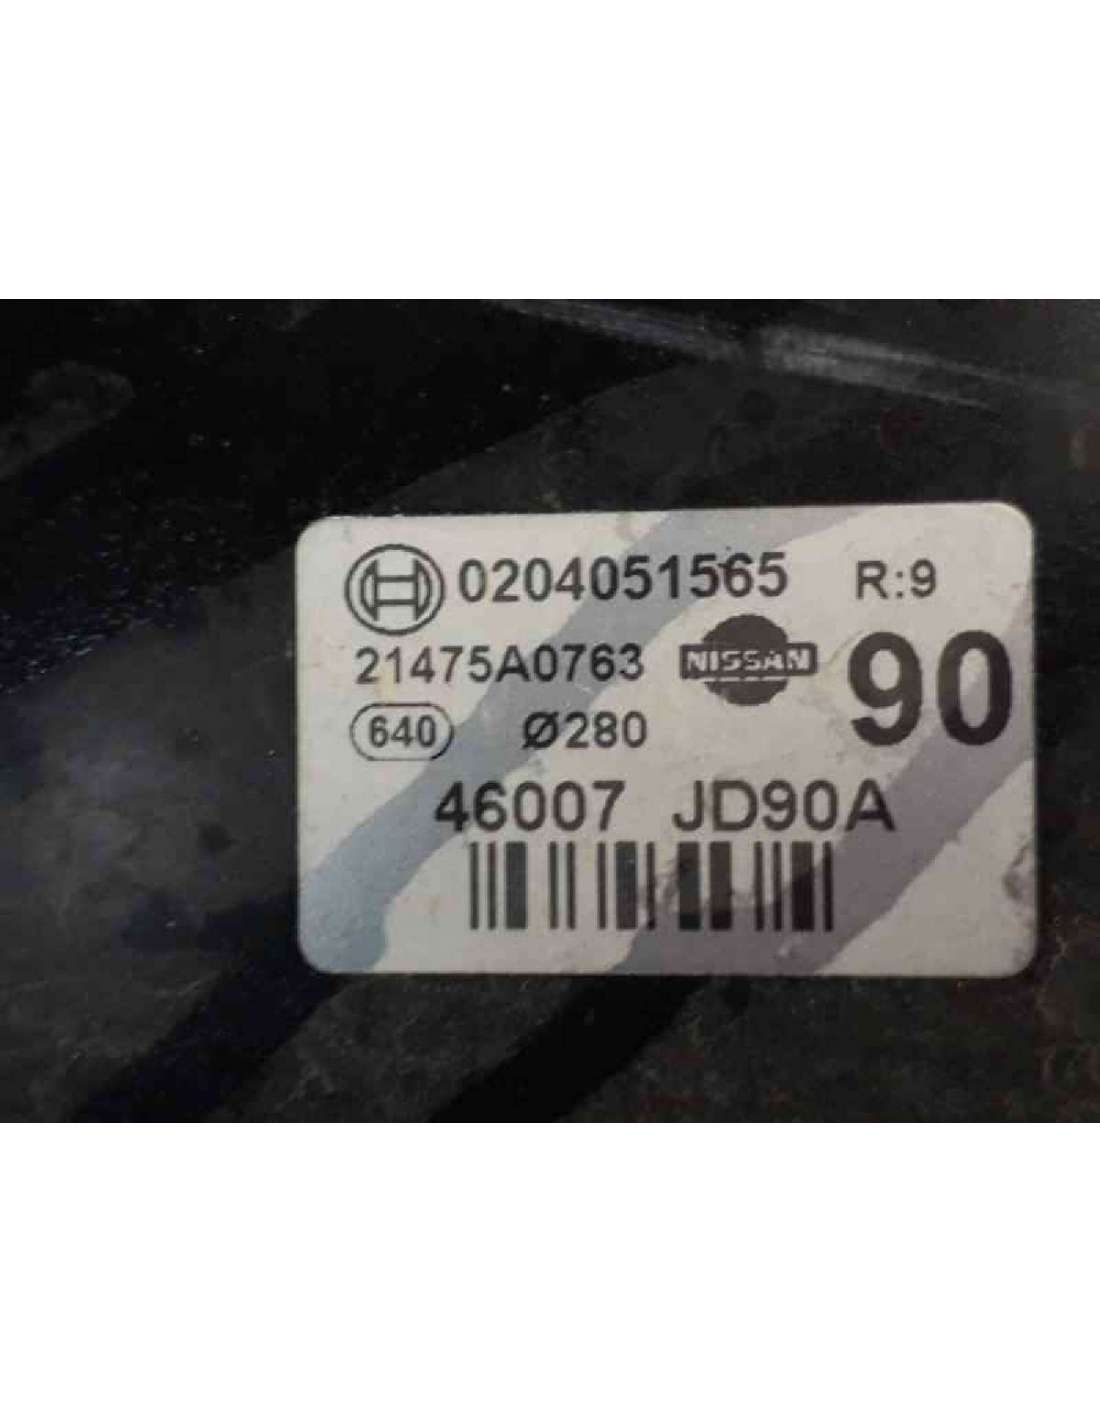 0204051565 R:9
21475A0763 NISSAN 90
640 Ø280
46007 JD90A